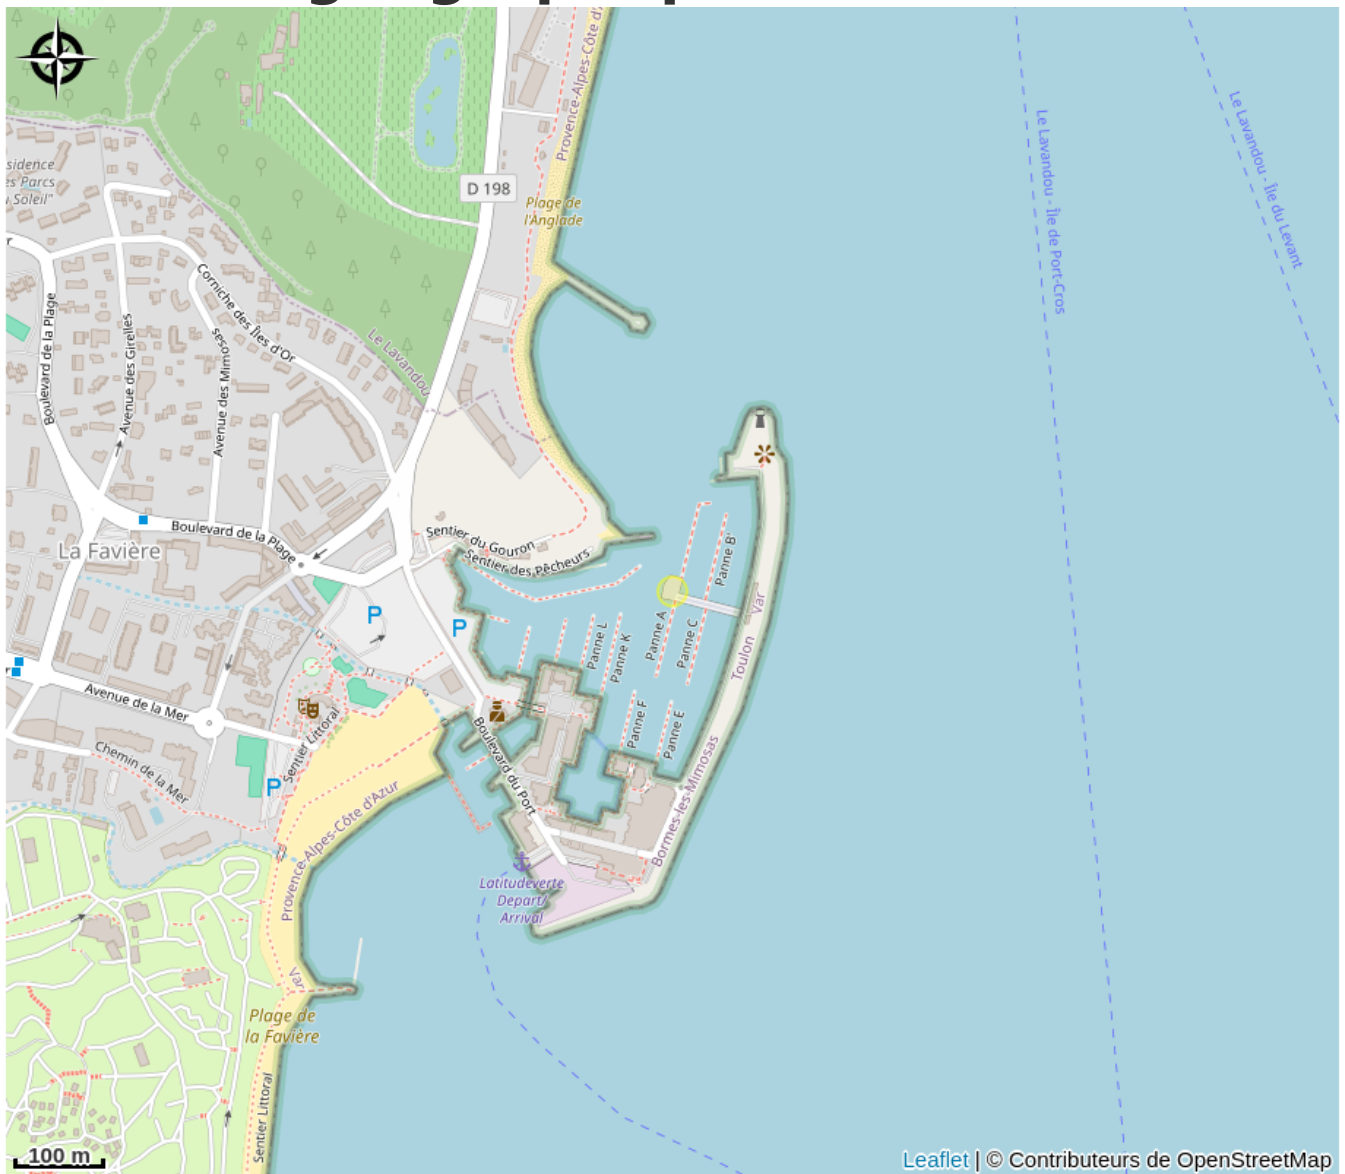 Provence-Alpes-Côte d'
Le Lavandou - Île de Port-Cros
Le Lavandou - Île du Levant
sidence
es Parcs
Soleil"
D 198
Plage de
l'Anglade
Corniche des Îles d'Or
Boulevard de la Plage
Avenue des Girelles
Avenue des Mimosas
Le Lavandou
Boulevard de la Plage
La Favière
Sentier du Gouron
Sentier des Pêcheurs
Panne B
P
P
Panne L
Panne K
Panne A
Panne C
Var
Toulon
Avenue de la Mer
Chemin de la Mer
Sentier Littoral
P
Panne F
Panne E
Boulevard du Port
Bormes-les-Mimosas
Provence-Alpes-Côte d'Azur
Latitudeverte
Depart/
Arrival
Var
Plage de
la Favière
Sentier Littoral
100 m
Leaflet | © Contributeurs de OpenStreetMap